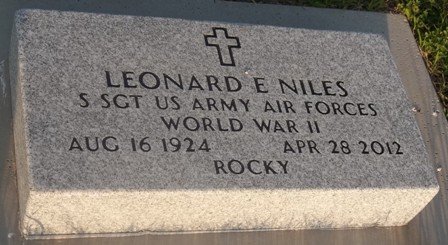 LEONARD E NILES
S SGT US ARMY AIR FORCES
WORLD WAR II
AUG 16 1924 APR 28 2012
ROCKY